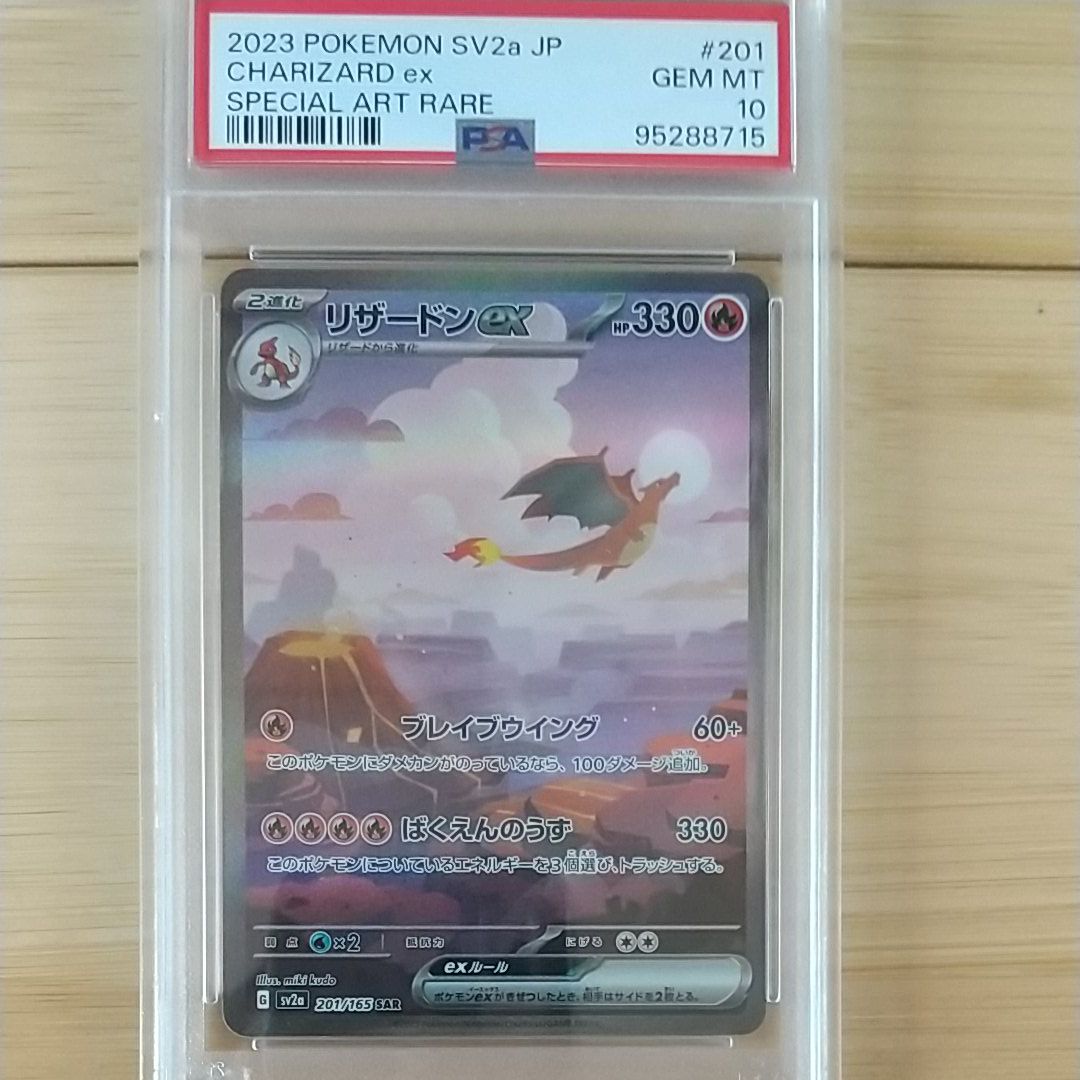 2023 POKEMON SV2a JP #201
CHARIZARD ex GEM MT
SPECIAL ART RARE 10
PSA 95288715
2進化 リザードンex HP330
リザードから進化
ブレイブウイング 60+
このポケモンにダメカンがのっているなら、100ダメージ追加。
ばくえんのうず 330
このポケモンについているエネルギーを3個選び、トラッシュする。
弱点 ×2 抵抗力 にげる
Illus. miki kudo exルール
G sv2a 201/165 SAR ポケモンexがきぜつしたとき、相手はサイドを2枚とる。